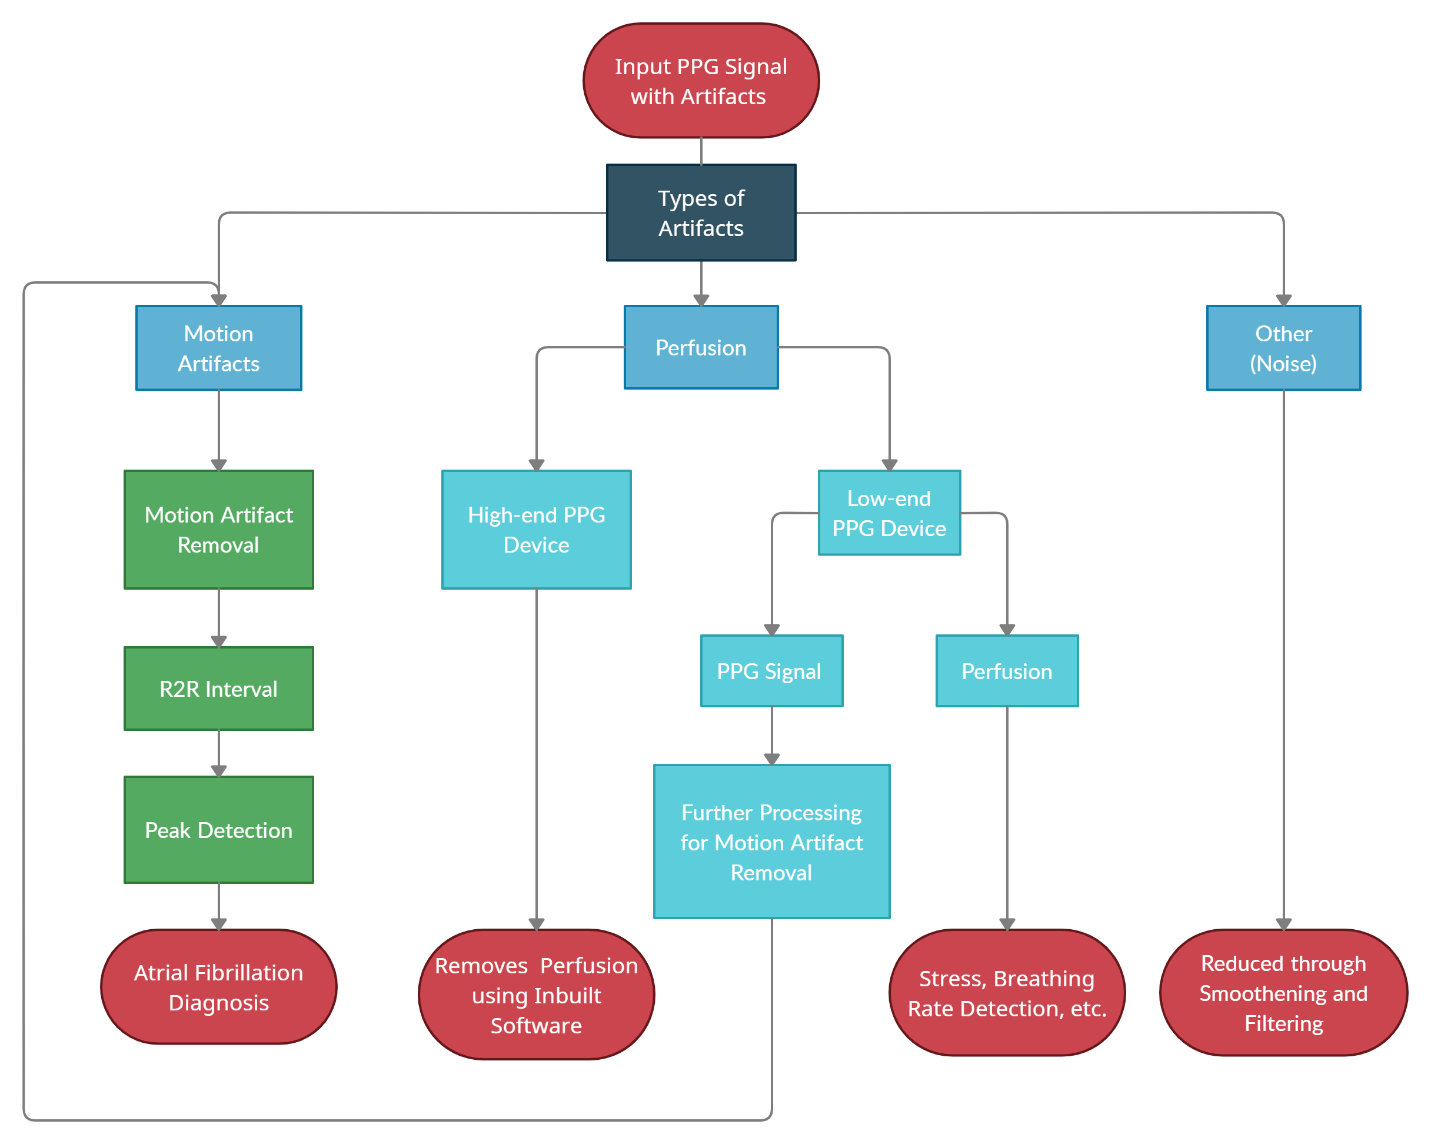 Input PPG Signal
with Artifacts
Types of
Artifacts
Motion
Artifacts
Perfusion
Other
(Noise)
Motion Artifact
Removal
High-end PPG
Device
Low-end
PPG Device
R2R Interval
PPG Signal
Perfusion
Peak Detection
Further Processing
for Motion Artifact
Removal
Atrial Fibrillation
Diagnosis
Removes Perfusion
using Inbuilt
Software
Stress, Breathing
Rate Detection, etc.
Reduced through
Smoothening and
Filtering